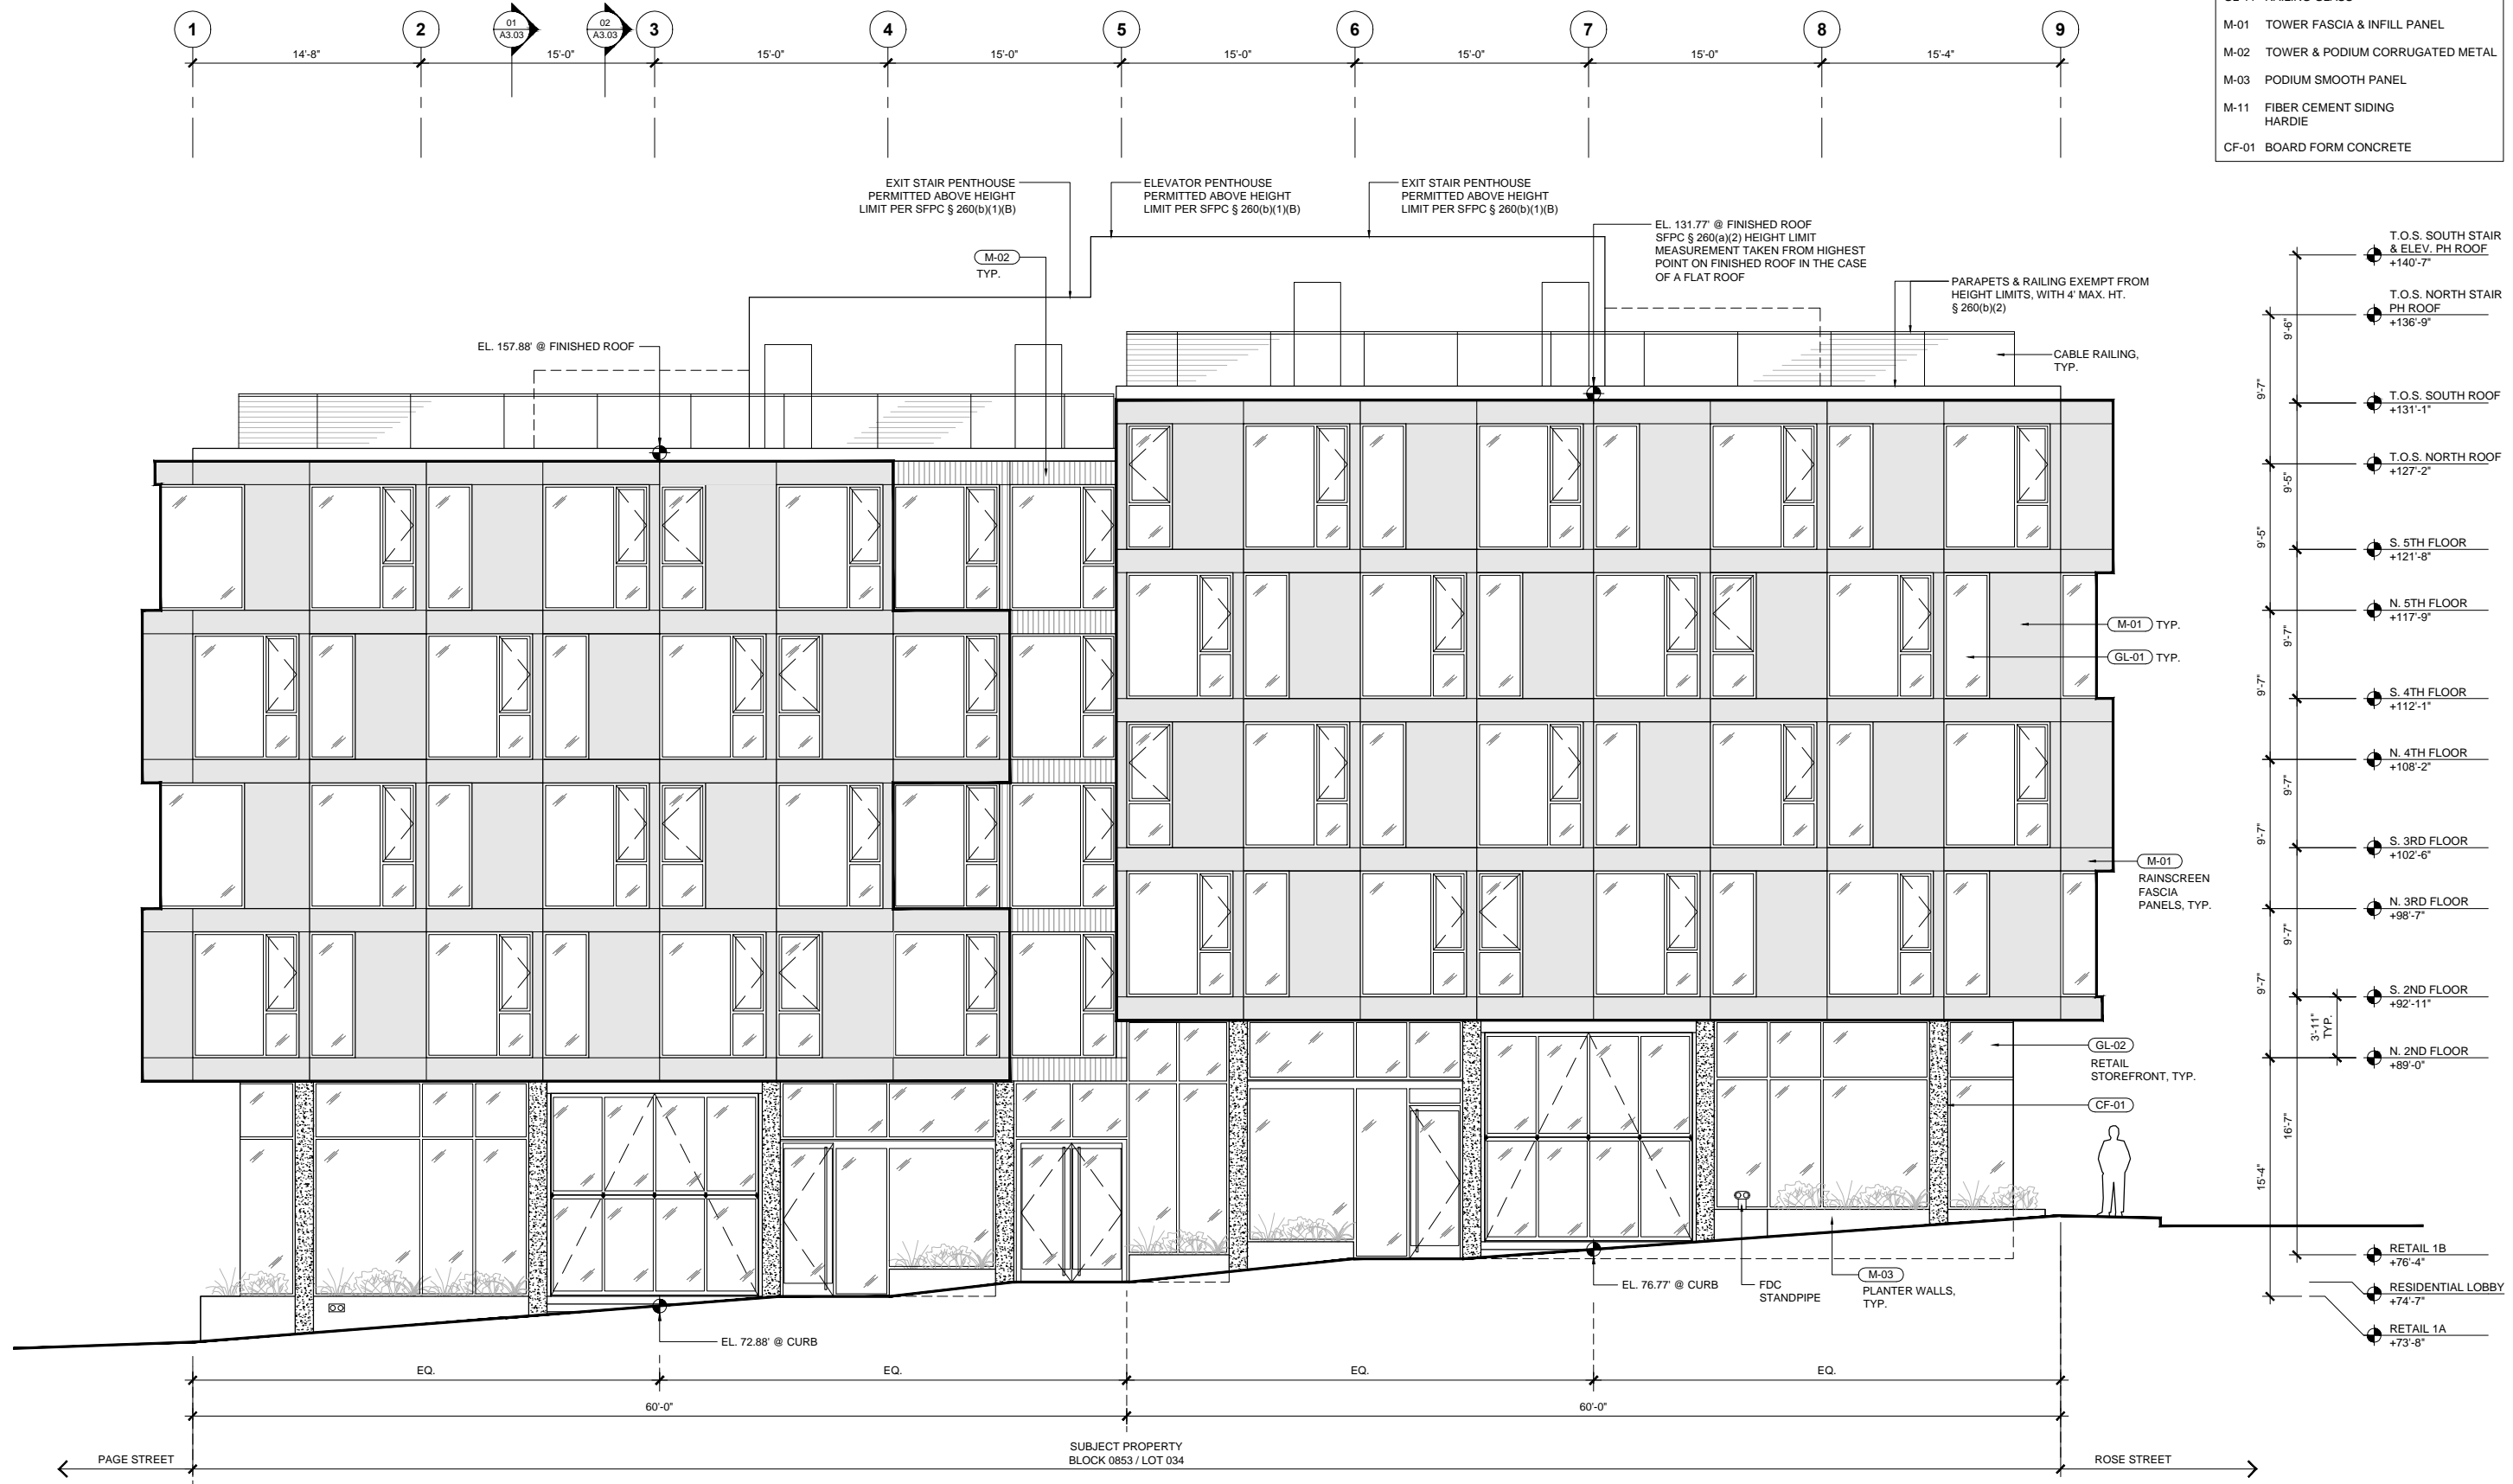 1
2
01
A3.03
02
A3.03
3
4
5
6
7
8
9
14'-8"
15'-0"
15'-0"
15'-0"
15'-0"
15'-0"
15'-0"
15'-4"
M-01 TOWER FASCIA & INFILL PANEL
M-02 TOWER & PODIUM CORRUGATED METAL
M-03 PODIUM SMOOTH PANEL
M-11 FIBER CEMENT SIDING
HARDIE
CF-01 BOARD FORM CONCRETE
EXIT STAIR PENTHOUSE
PERMITTED ABOVE HEIGHT
LIMIT PER SFPC § 260(b)(1)(B)
ELEVATOR PENTHOUSE
PERMITTED ABOVE HEIGHT
LIMIT PER SFPC § 260(b)(1)(B)
EXIT STAIR PENTHOUSE
PERMITTED ABOVE HEIGHT
LIMIT PER SFPC § 260(b)(1)(B)
EL. 131.77' @ FINISHED ROOF
SFPC § 260(a)(2) HEIGHT LIMIT
MEASUREMENT TAKEN FROM HIGHEST
POINT ON FINISHED ROOF IN THE CASE
OF A FLAT ROOF
M-02
TYP.
PARAPETS & RAILING EXEMPT FROM
HEIGHT LIMITS, WITH 4' MAX. HT.
§ 260(b)(2)
EL. 157.88' @ FINISHED ROOF
CABLE RAILING,
TYP.
M-01 TYP.
GL-01 TYP.
M-01
RAINSCREEN
FASCIA
PANELS, TYP.
GL-02
RETAIL
STOREFRONT, TYP.
CF-01
T.O.S. SOUTH STAIR
& ELEV. PH ROOF
+140'-7"
T.O.S. NORTH STAIR
PH ROOF
+136'-9"
T.O.S. SOUTH ROOF
+131'-1"
T.O.S. NORTH ROOF
+127'-2"
S. 5TH FLOOR
+121'-8"
N. 5TH FLOOR
+117'-9"
S. 4TH FLOOR
+112'-1"
N. 4TH FLOOR
+108'-2"
S. 3RD FLOOR
+102'-6"
N. 3RD FLOOR
+98'-7"
S. 2ND FLOOR
+92'-11"
N. 2ND FLOOR
+89'-0"
RETAIL 1B
+76'-4"
RESIDENTIAL LOBBY
+74'-7"
RETAIL 1A
+73'-8"
9'-6"
9'-7"
9'-5"
9'-5"
9'-7"
9'-7"
9'-7"
9'-7"
9'-7"
9'-7"
3'-11"
TYP.
16'-7"
15'-4"
EL. 76.77' @ CURB
FDC
STANDPIPE
M-03
PLANTER WALLS,
TYP.
EL. 72.88' @ CURB
EQ.
EQ.
EQ.
EQ.
60'-0"
60'-0"
PAGE STREET
SUBJECT PROPERTY
BLOCK 0853 / LOT 034
ROSE STREET